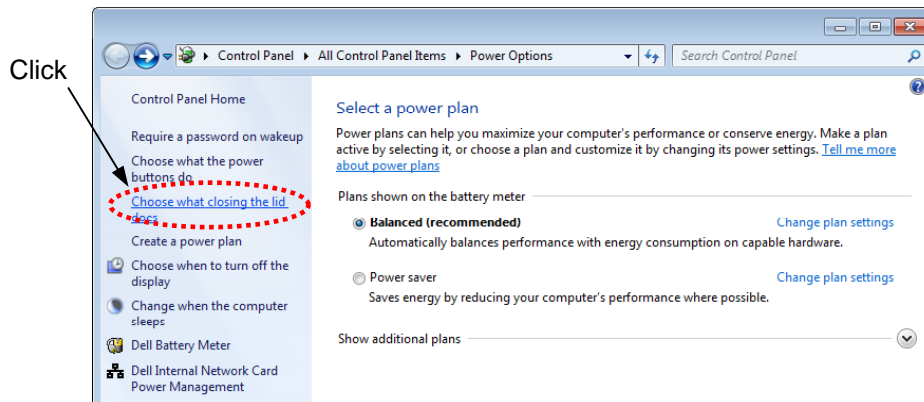 Click
Control Panel ▸ All Control Panel Items ▸ Power Options
Search Control Panel
Control Panel Home
Require a password on wakeup
Choose what the power
buttons do
Choose what closing the lid
does
Create a power plan
Choose when to turn off the
display
Change when the computer
sleeps
Dell Battery Meter
Dell Internal Network Card
Power Management
Select a power plan
Power plans can help you maximize your computer's performance or conserve energy. Make a plan
active by selecting it, or choose a plan and customize it by changing its power settings. Tell me more
about power plans
Plans shown on the battery meter
Balanced (recommended) Change plan settings
Automatically balances performance with energy consumption on capable hardware.
Power saver Change plan settings
Saves energy by reducing your computer's performance where possible.
Show additional plans